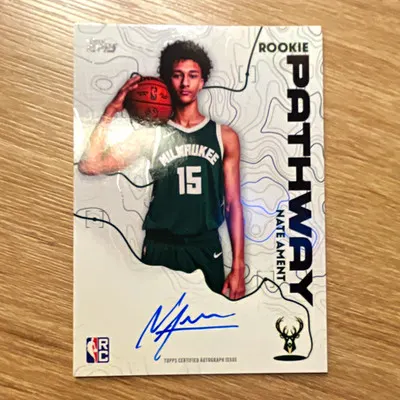 ROOKIE
PATHWAY
NATE AMENT
MILWAUKEE
15
RC
TOPPS CERTIFIED AUTOGRAPH ISSUE